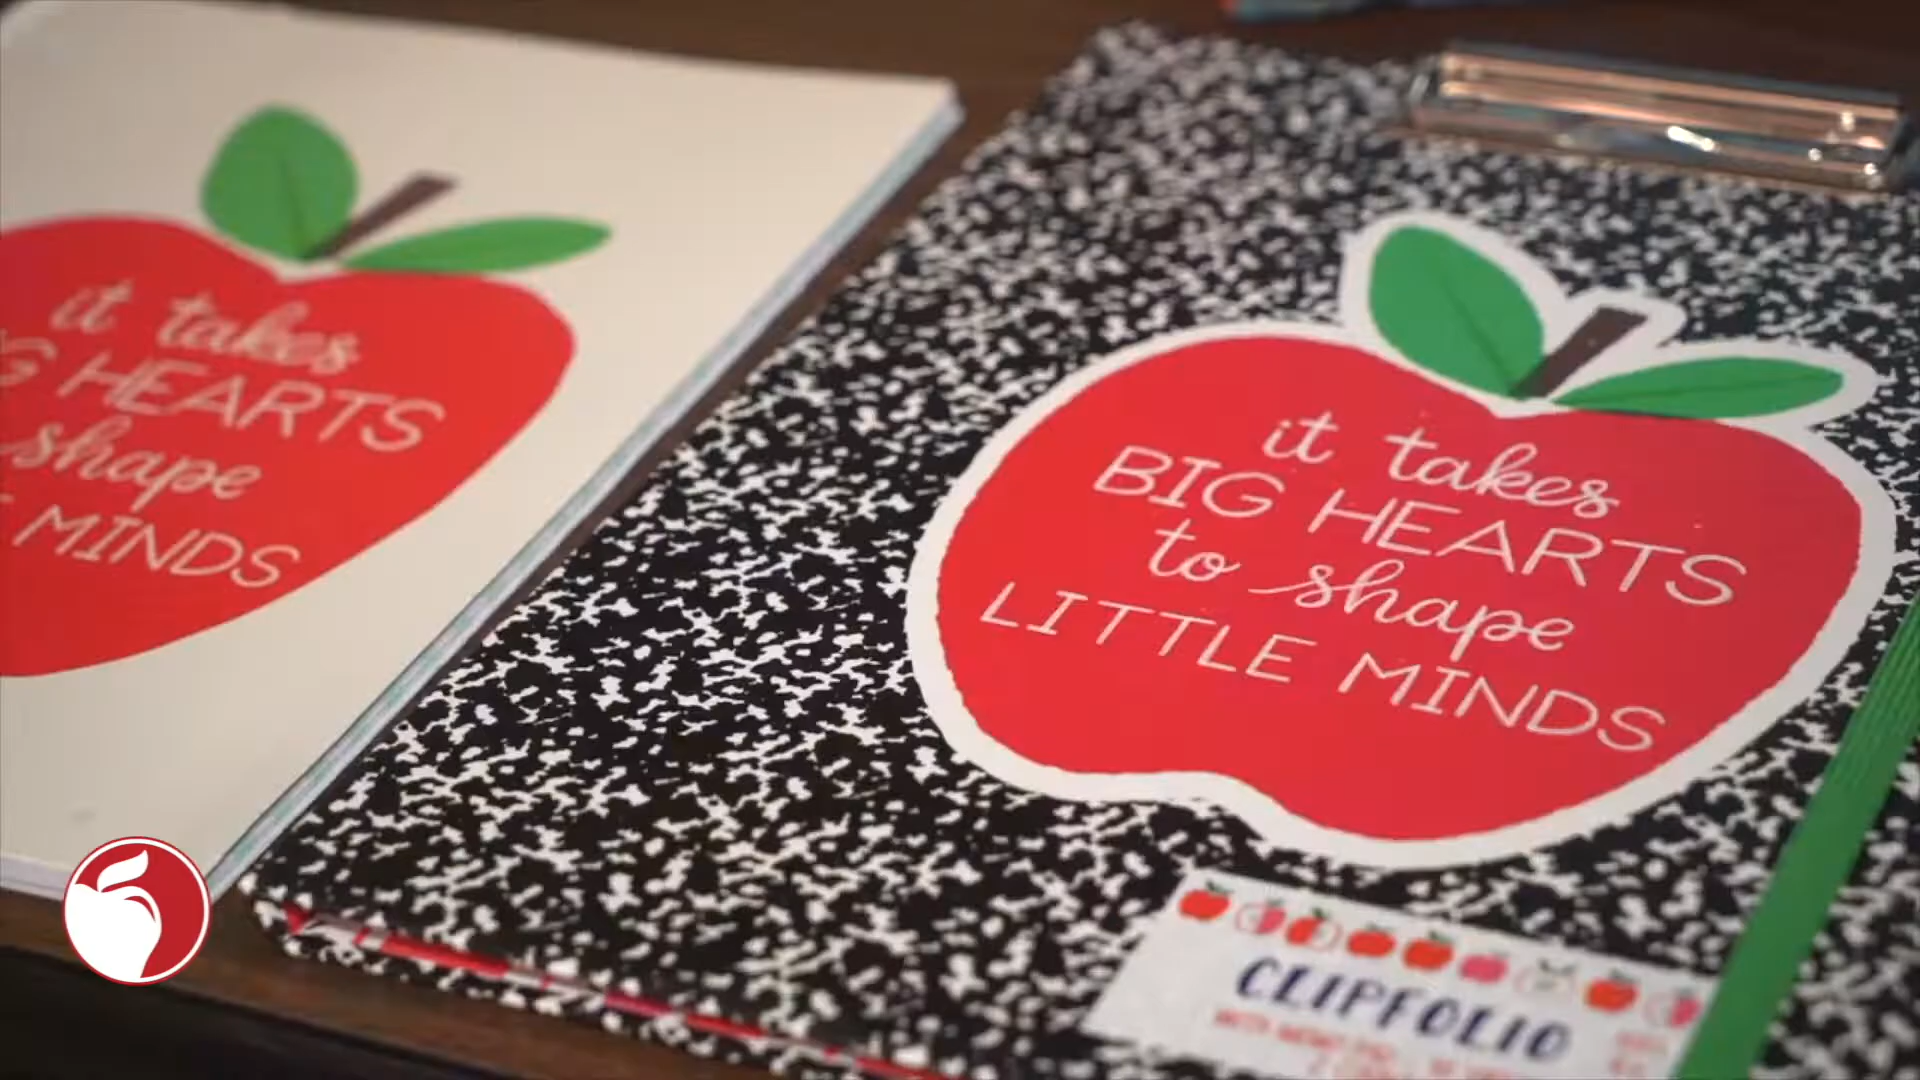 it takes
G HEARTS
shape
MINDS
it takes
BIG HEARTS
to shape
LITTLE MINDS
CLIPFOLIO